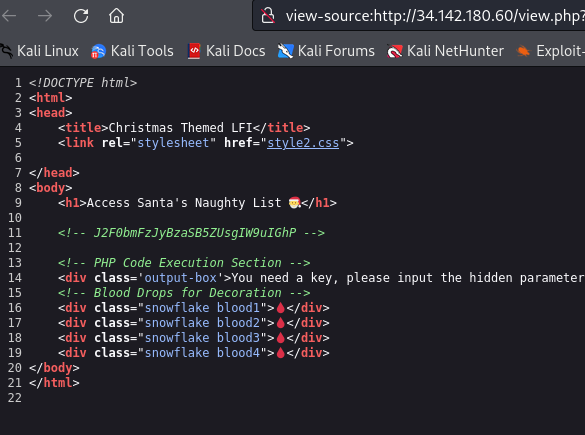 view-source:http://34.142.180.60/view.php?
Kali Linux Kali Tools Kali Docs Kali Forums Kali NetHunter Exploit-
1 <!DOCTYPE html>
2 <html>
3 <head>
4 <title>Christmas Themed LFI</title>
5 <link rel="stylesheet" href="style2.css">
6
7 </head>
8 <body>
9 <h1>Access Santa's Naughty List 🎅</h1>
10
11 <!-- J2F0bmFzJyBzaSB5ZUsgIW9uIGhP -->
12
13 <!-- PHP Code Execution Section -->
14 <div class='output-box'>You need a key, please input the hidden parameter
15 <!-- Blood Drops for Decoration -->
16 <div class="snowflake blood1">🩸</div>
17 <div class="snowflake blood2">🩸</div>
18 <div class="snowflake blood3">🩸</div>
19 <div class="snowflake blood4">🩸</div>
20 </body>
21 </html>
22